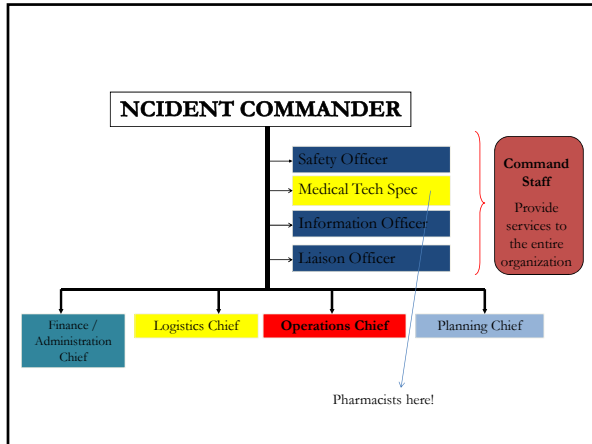 NCIDENT COMMANDER
Safety Officer
Medical Tech Spec
Information Officer
Liaison Officer
Command
Staff
Provide
services to
the entire
organization
Finance /
Administration
Chief
Logistics Chief
Operations Chief
Planning Chief
Pharmacists here!